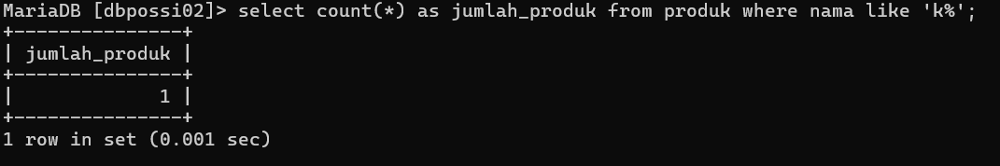 MariaDB [dbpossi02]> select count(*) as jumlah_produk from produk where nama like 'k%';
+---------------+
| jumlah_produk |
+---------------+
|             1 |
+---------------+
1 row in set (0.001 sec)